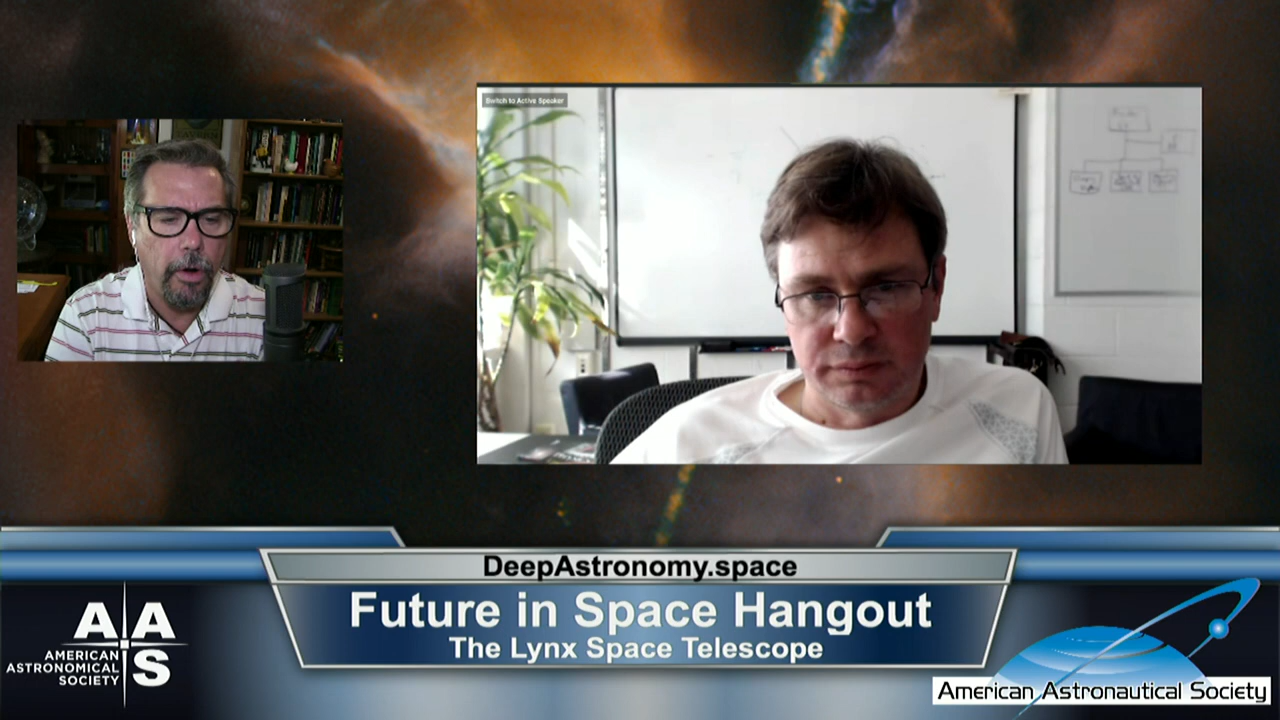 Switch to Active Speaker
DeepAstronomy.space
Future in Space Hangout
The Lynx Space Telescope
AAS
AMERICAN
ASTRONOMICAL
SOCIETY
American Astronautical Society